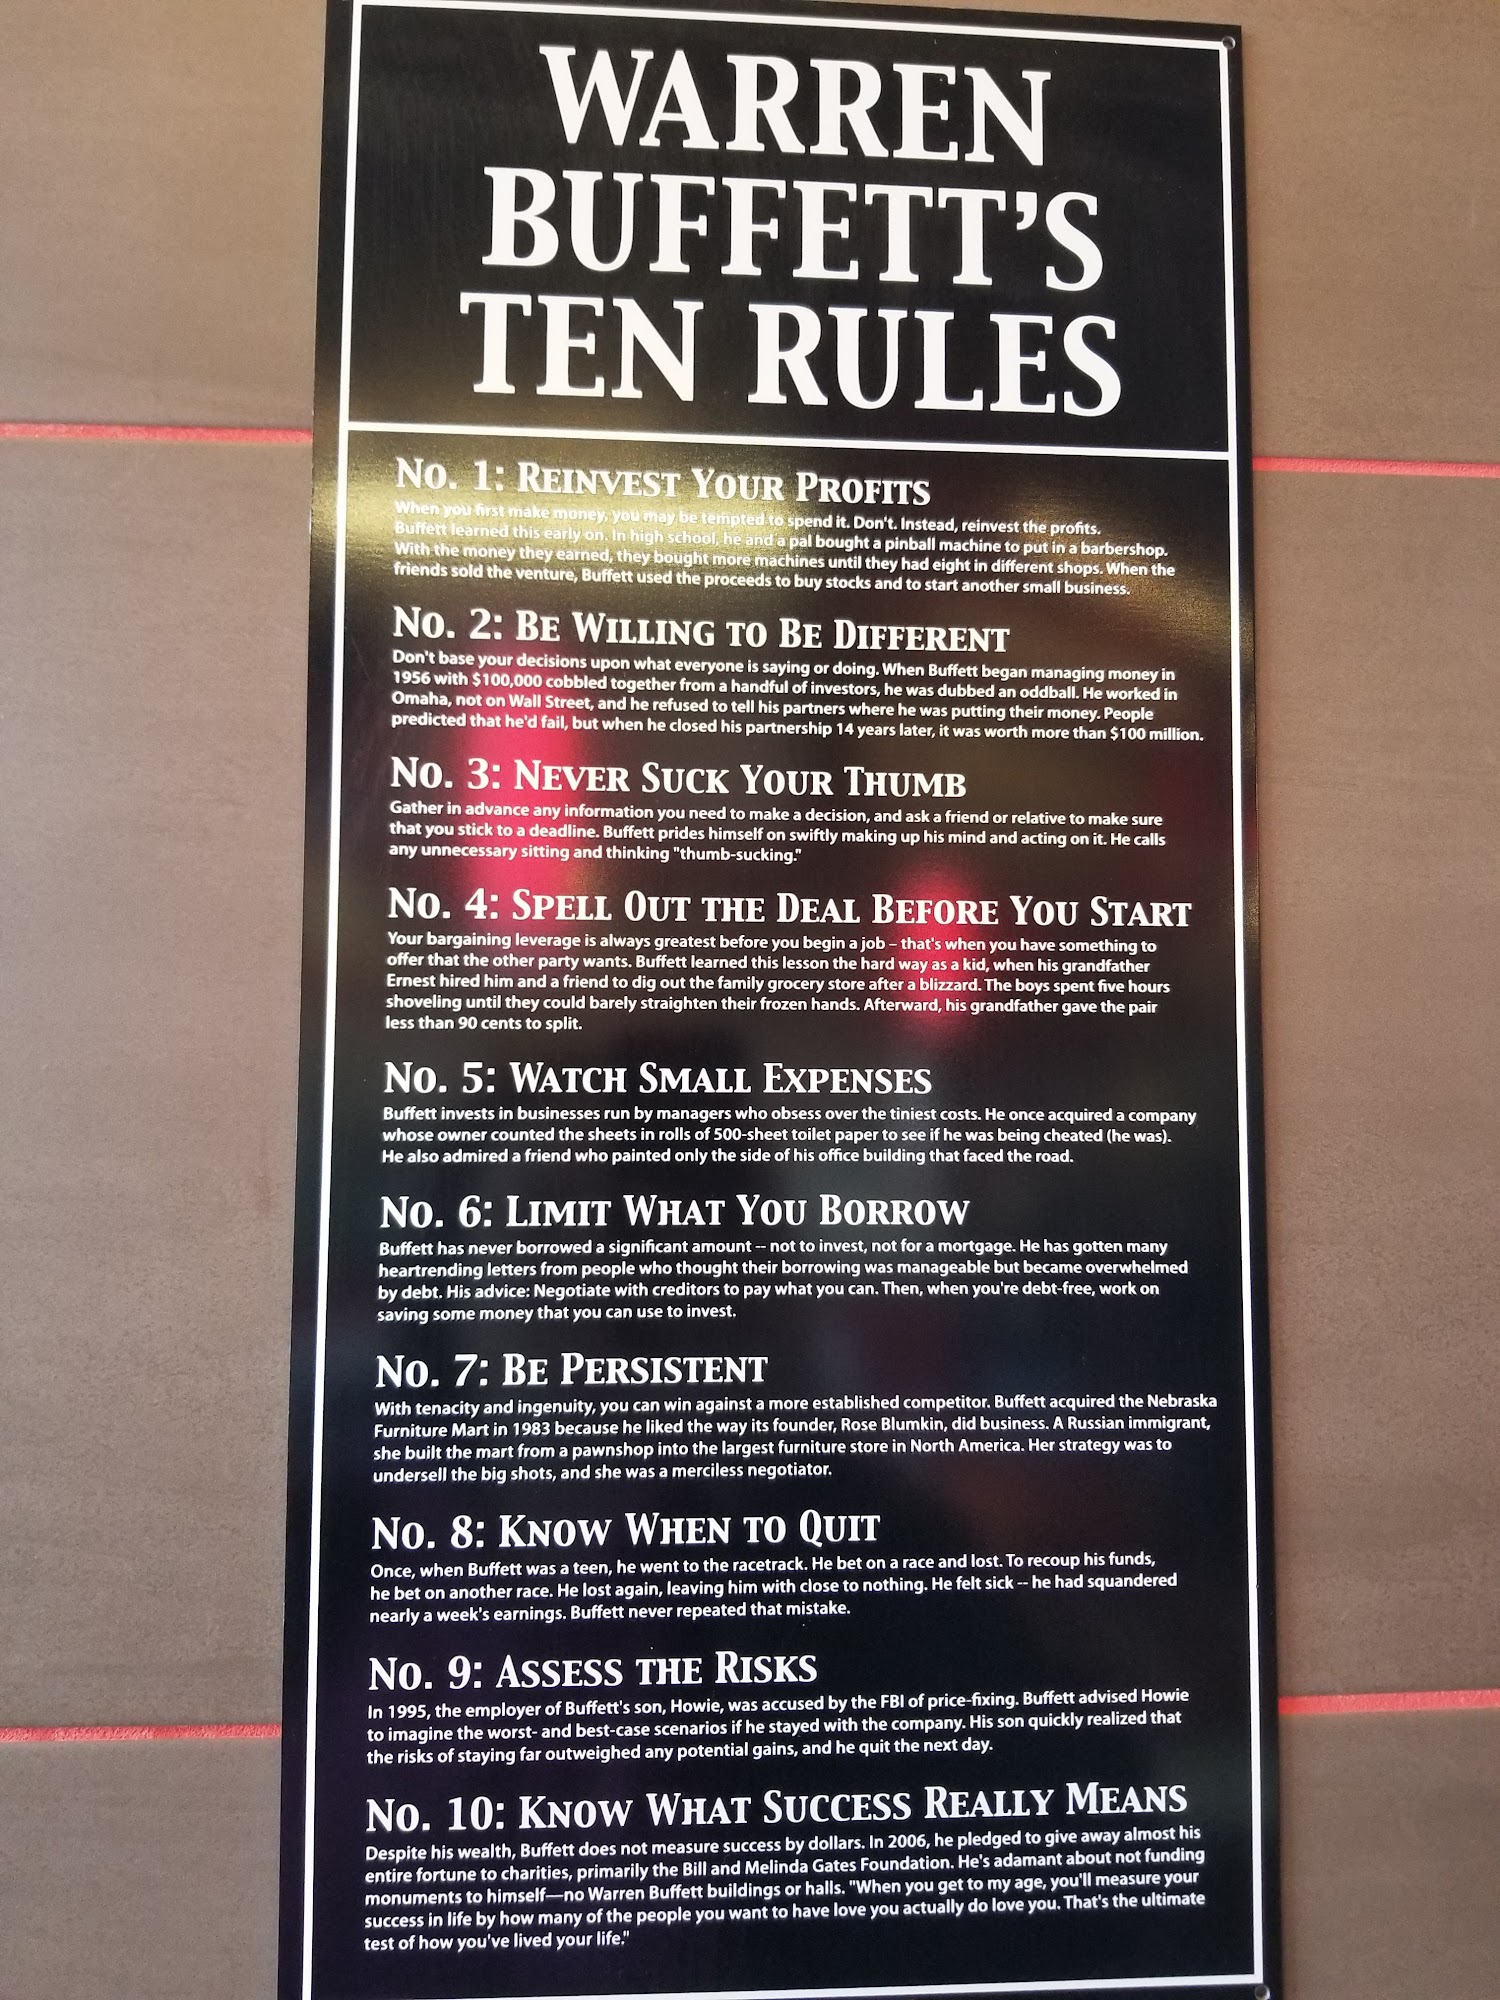 WARREN
BUFFETT'S
TEN RULES
No. 1: Reinvest Your Profits
When you first make money, you may be tempted to spend it. Don't. Instead, reinvest the profits.
Buffett learned this early on. In high school, he and a pal bought a pinball machine to put in a barbershop.
With the money they earned, they bought more machines until they had eight in different shops. When the
friends sold the venture, Buffett used the proceeds to buy stocks and to start another small business.
No. 2: Be Willing to Be Different
Don't base your decisions upon what everyone is saying or doing. When Buffett began managing money in
1956 with $100,000 cobbled together from a handful of investors, he was dubbed an oddball. He worked in
Omaha, not on Wall Street, and he refused to tell his partners where he was putting their money. People
predicted that he'd fail, but when he closed his partnership 14 years later, it was worth more than $100 million.
No. 3: Never Suck Your Thumb
Gather in advance any information you need to make a decision, and ask a friend or relative to make sure
that you stick to a deadline. Buffett prides himself on swiftly making up his mind and acting on it. He calls
any unnecessary sitting and thinking "thumb-sucking."
No. 4: Spell Out the Deal Before You Start
Your bargaining leverage is always greatest before you begin a job – that's when you have something to
offer that the other party wants. Buffett learned this lesson the hard way as a kid, when his grandfather
Ernest hired him and a friend to dig out the family grocery store after a blizzard. The boys spent five hours
shoveling until they could barely straighten their frozen hands. Afterward, his grandfather gave the pair
less than 90 cents to split.
No. 5: Watch Small Expenses
Buffett invests in businesses run by managers who obsess over the tiniest costs. He once acquired a company
whose owner counted the sheets in rolls of 500-sheet toilet paper to see if he was being cheated (he was).
He also admired a friend who painted only the side of his office building that faced the road.
No. 6: Limit What You Borrow
Buffett has never borrowed a significant amount -- not to invest, not for a mortgage. He has gotten many
heartrending letters from people who thought their borrowing was manageable but became overwhelmed
by debt. His advice: Negotiate with creditors to pay what you can. Then, when you're debt-free, work on
saving some money that you can use to invest.
No. 7: Be Persistent
With tenacity and ingenuity, you can win against a more established competitor. Buffett acquired the Nebraska
Furniture Mart in 1983 because he liked the way its founder, Rose Blumkin, did business. A Russian immigrant,
she built the mart from a pawnshop into the largest furniture store in North America. Her strategy was to
undersell the big shots, and she was a merciless negotiator.
No. 8: Know When to Quit
Once, when Buffett was a teen, he went to the racetrack. He bet on a race and lost. To recoup his funds,
he bet on another race. He lost again, leaving him with close to nothing. He felt sick -- he had squandered
nearly a week's earnings. Buffett never repeated that mistake.
No. 9: Assess the Risks
In 1995, the employer of Buffett's son, Howie, was accused by the FBI of price-fixing. Buffett advised Howie
to imagine the worst- and best-case scenarios if he stayed with the company. His son quickly realized that
the risks of staying far outweighed any potential gains, and he quit the next day.
No. 10: Know What Success Really Means
Despite his wealth, Buffett does not measure success by dollars. In 2006, he pledged to give away almost his
entire fortune to charities, primarily the Bill and Melinda Gates Foundation. He's adamant about not funding
monuments to himself—no Warren Buffett buildings or halls. "When you get to my age, you'll measure your
success in life by how many of the people you want to have love you actually do love you. That's the ultimate
test of how you've lived your life."